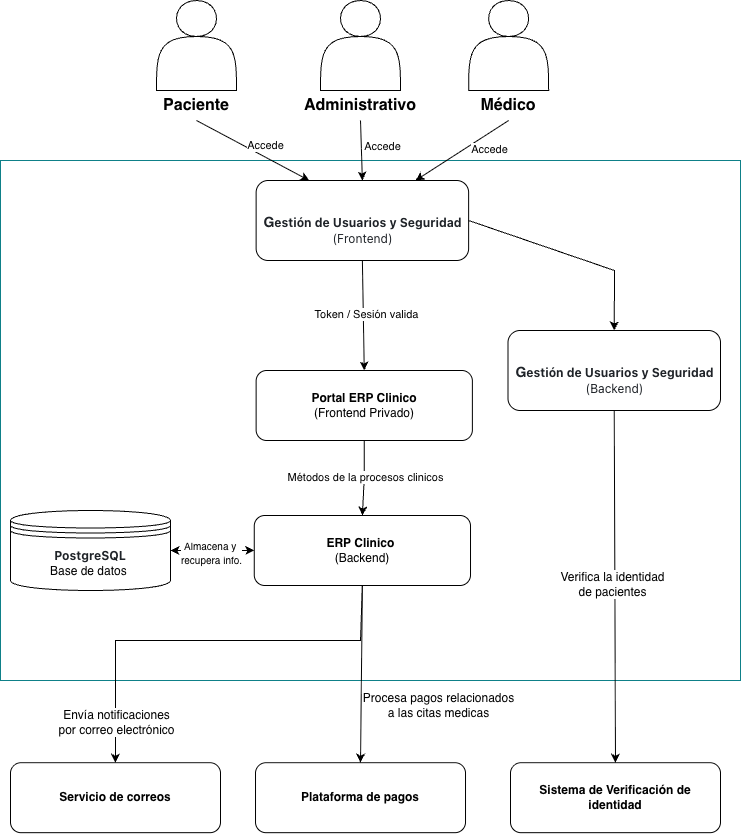 Paciente
Administrativo
Médico
Accede
Accede
Accede
Gestión de Usuarios y Seguridad
(Frontend)
Token / Sesión valida
Gestión de Usuarios y Seguridad
(Backend)
Portal ERP Clinico
(Frontend Privado)
Métodos de la procesos clinicos
PostgreSQL
Base de datos
Almacena y
recupera info.
ERP Clinico
(Backend)
Verifica la identidad
de pacientes
Envía notificaciones
por correo electrónico
Procesa pagos relacionados
a las citas medicas
Servicio de correos
Plataforma de pagos
Sistema de Verificación de
identidad